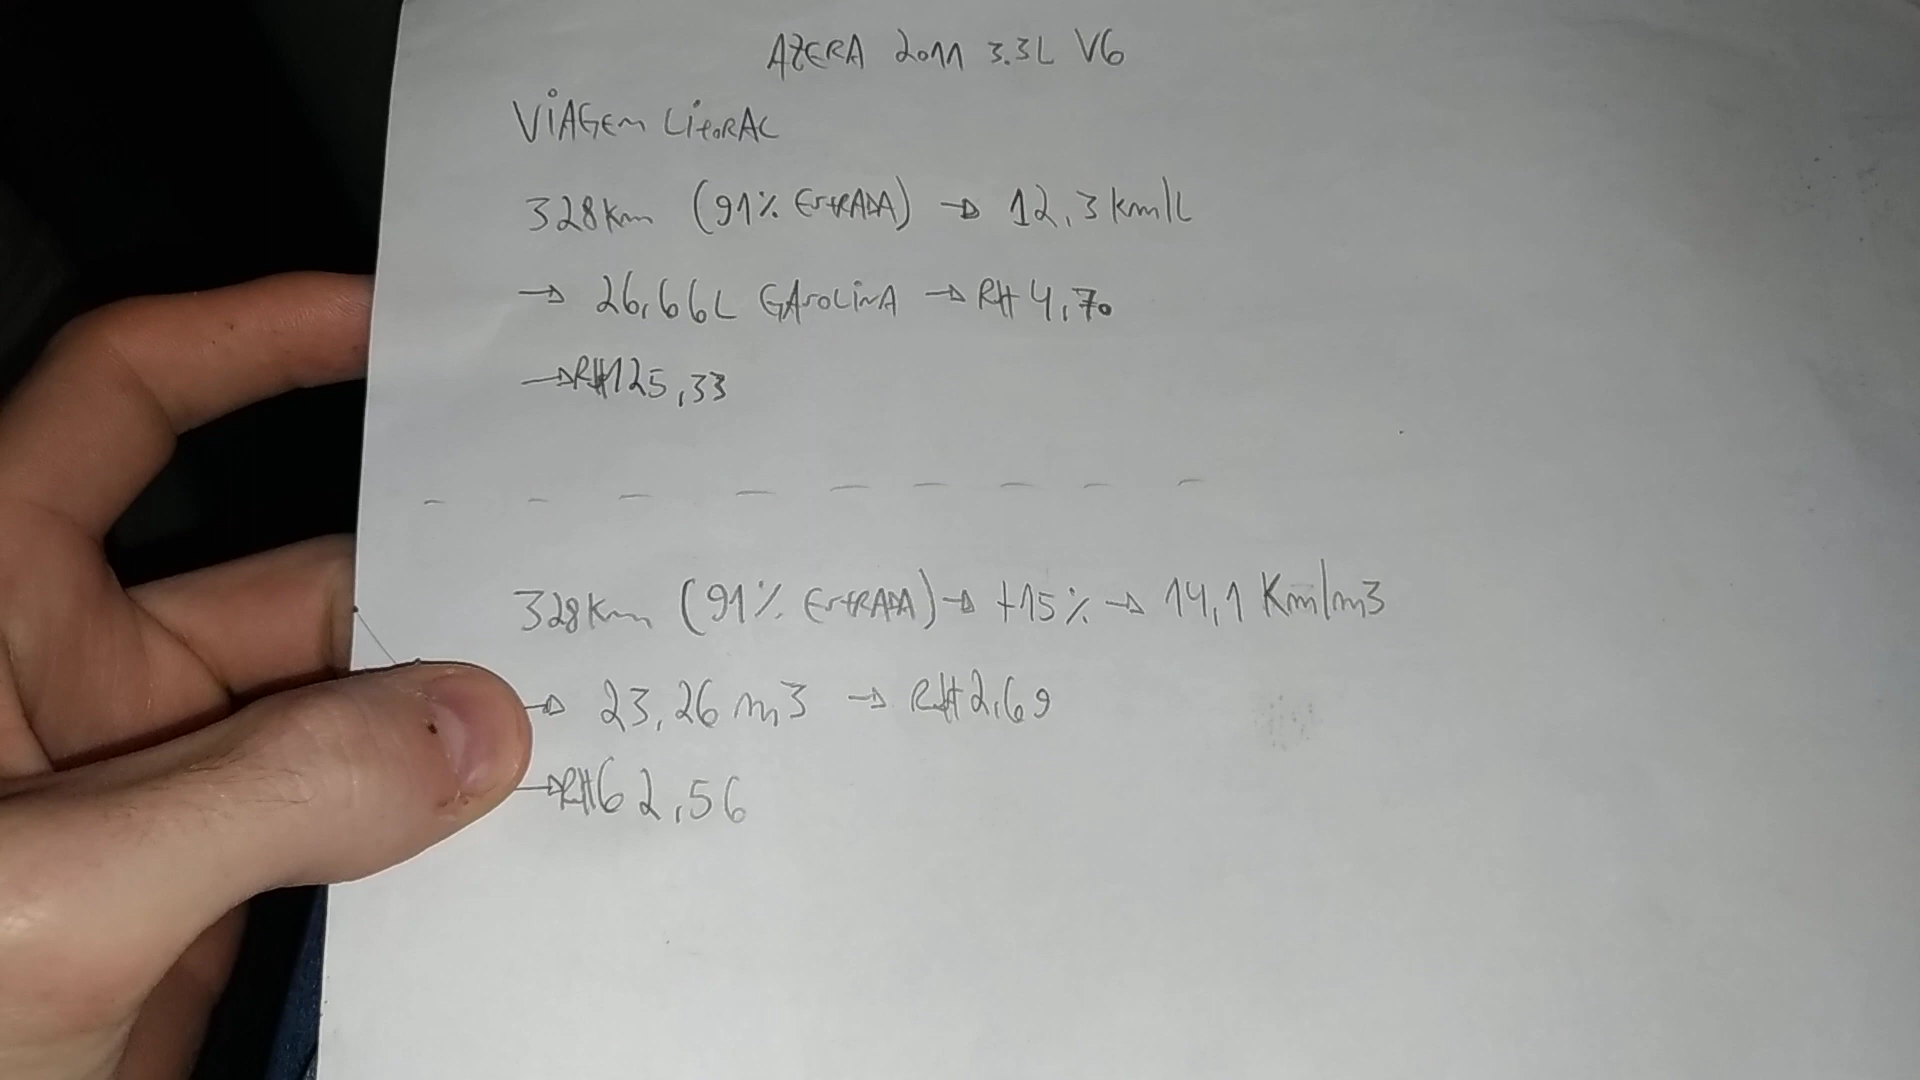 AZERA 2011 3.3L V6
ViAGEm LitoRAL
328Km (91% EstRADA) → 12,3 km/L
→ 26,66L GAsoLinA → R$ 4,70
→ R$125,33
328Km (91% EstRADA) → +15% → 14,1 Km/m3
→ 23,26 m3 → R$2,69
→ R$62,56